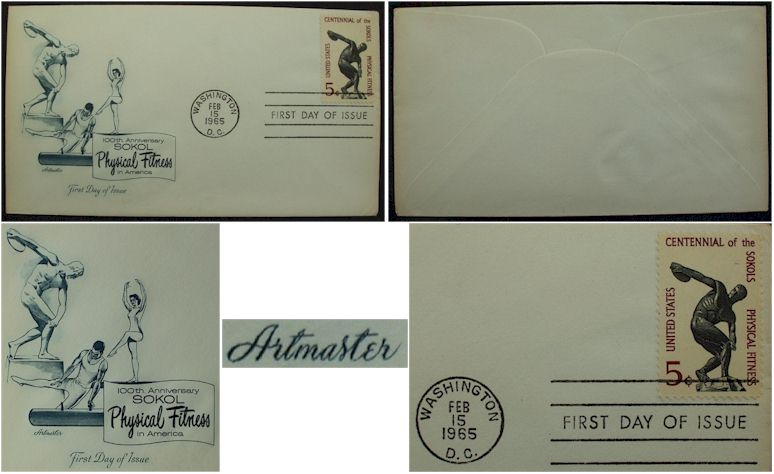 CENTENNIAL of the
SOKOLS
PHYSICAL FITNESS
UNITED STATES
5¢
WASHINGTON
FEB
15
1965
D. C.
FIRST DAY OF ISSUE
100th Anniversary
SOKOL
Physical Fitness
in America
Artmaster
First Day of Issue
100th Anniversary
SOKOL
Physical Fitness
in America
Artmaster
First Day of Issue
Artmaster
CENTENNIAL of the
SOKOLS
PHYSICAL FITNESS
UNITED STATES
5¢
WASHINGTON
FEB
15
1965
D. C.
FIRST DAY OF ISSUE